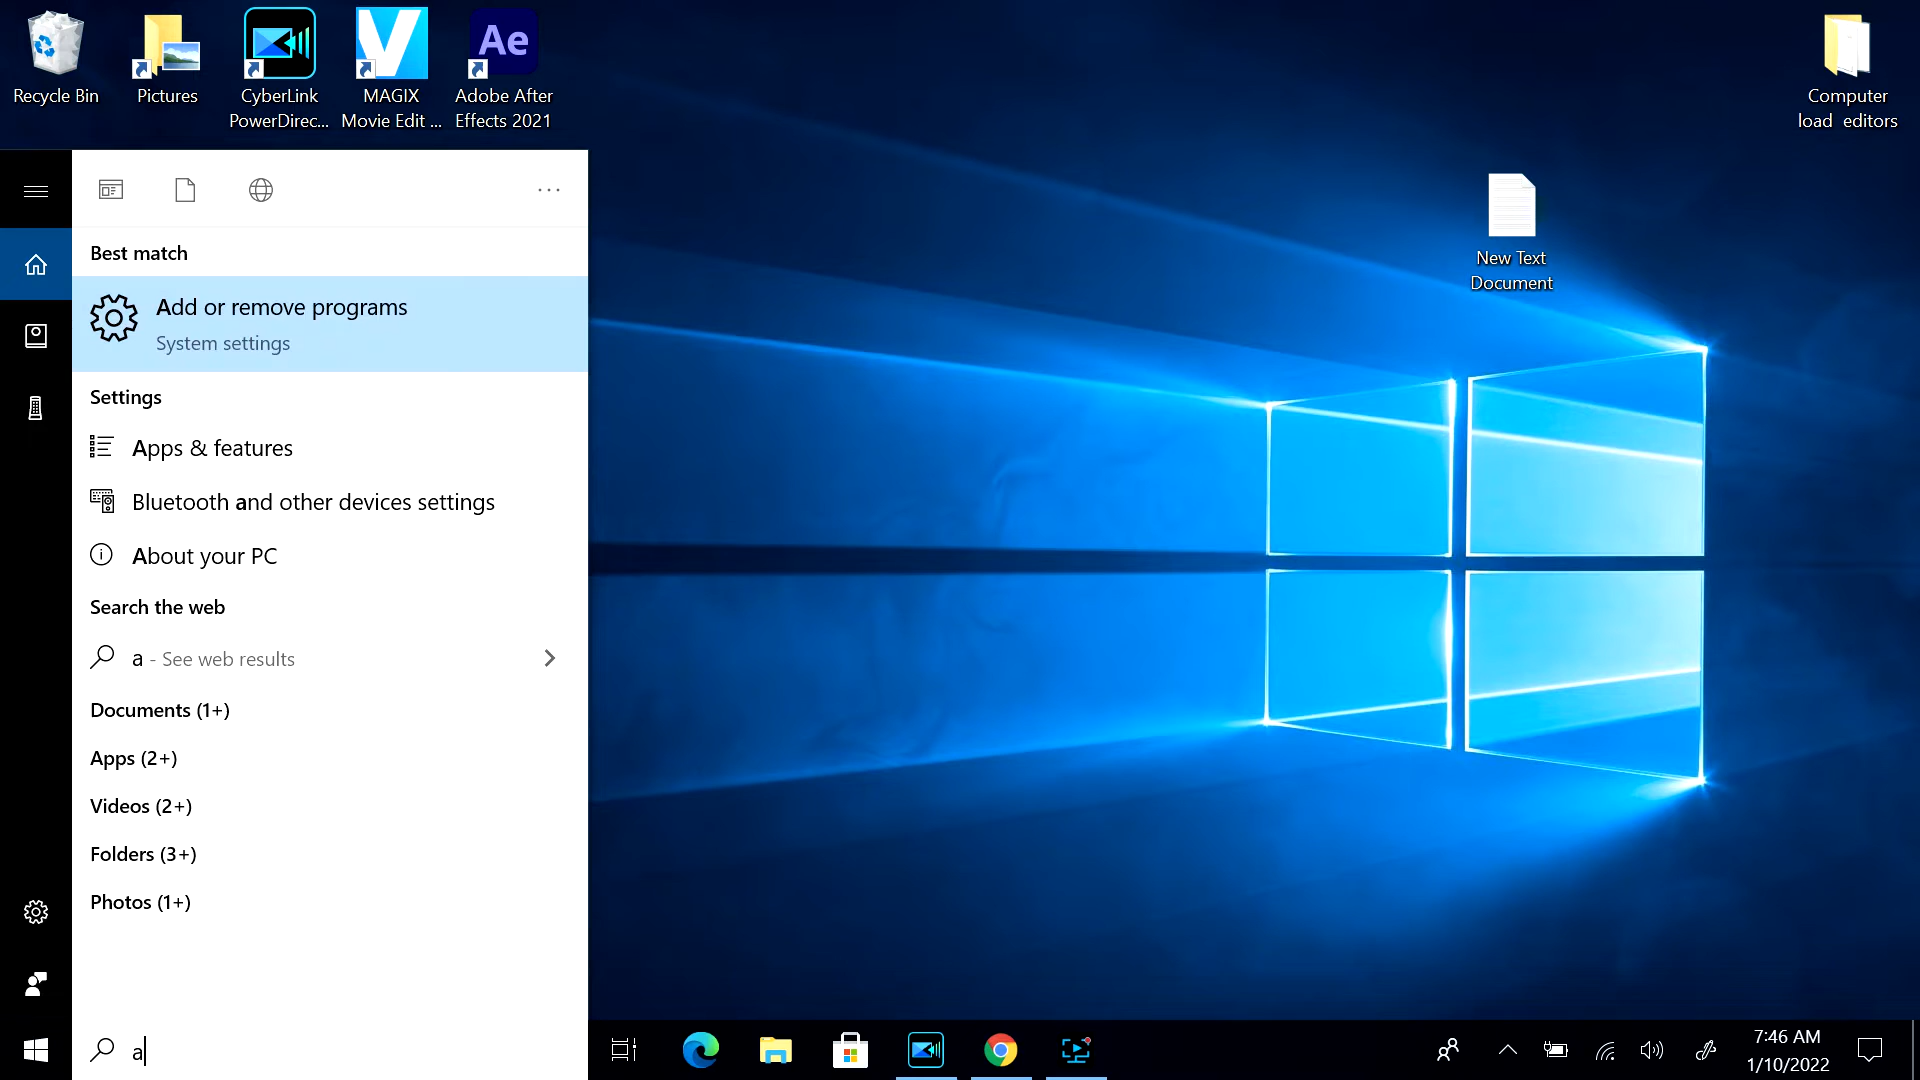 Recycle Bin
Pictures
CyberLink
PowerDirec...
MAGIX
Movie Edit ...
Ae
Adobe After
Effects 2021
Computer
load editors
New Text
Document
Best match
Add or remove programs
System settings
Settings
Apps & features
Bluetooth and other devices settings
About your PC
Search the web
a - See web results
Documents (1+)
Apps (2+)
Videos (2+)
Folders (3+)
Photos (1+)
a
7:46 AM
1/10/2022